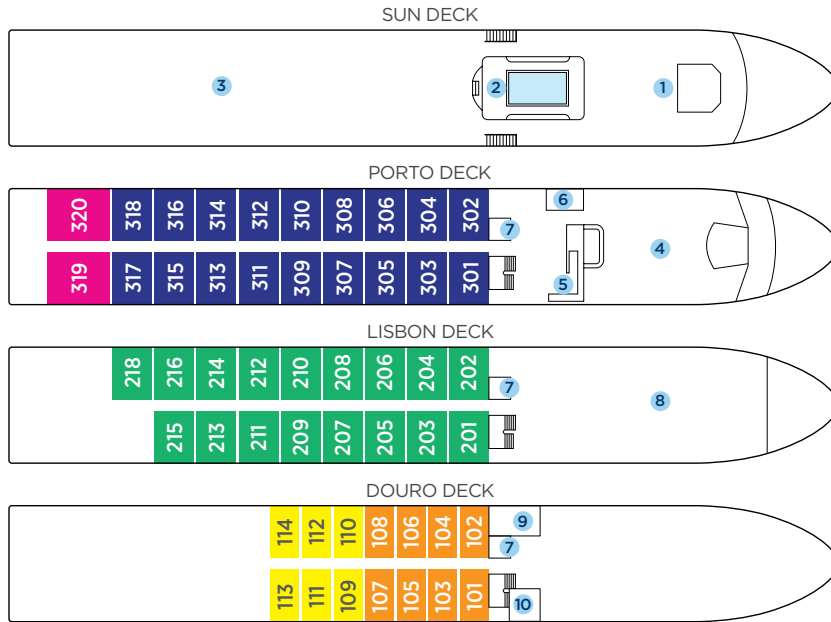 SUN DECK
3 2 1
PORTO DECK
320 318 316 314 312 310 308 306 304 302 7 6 4
319 317 315 313 311 309 307 305 303 301 5
LISBON DECK
218 216 214 212 210 208 206 204 202 7 8
215 213 211 209 207 205 203 201
DOURO DECK
114 112 110 108 106 104 102 9 7
113 111 109 107 105 103 101 10